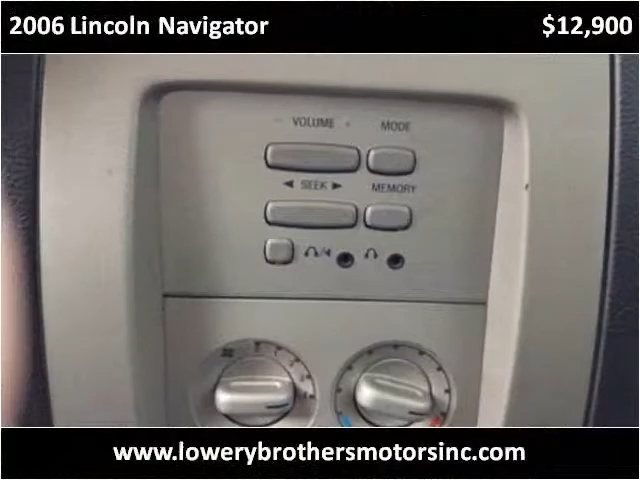 2006 Lincoln Navigator $12,900
- VOLUME + MODE
◄ SEEK ► MEMORY
www.lowerybrothersmotorsinc.com